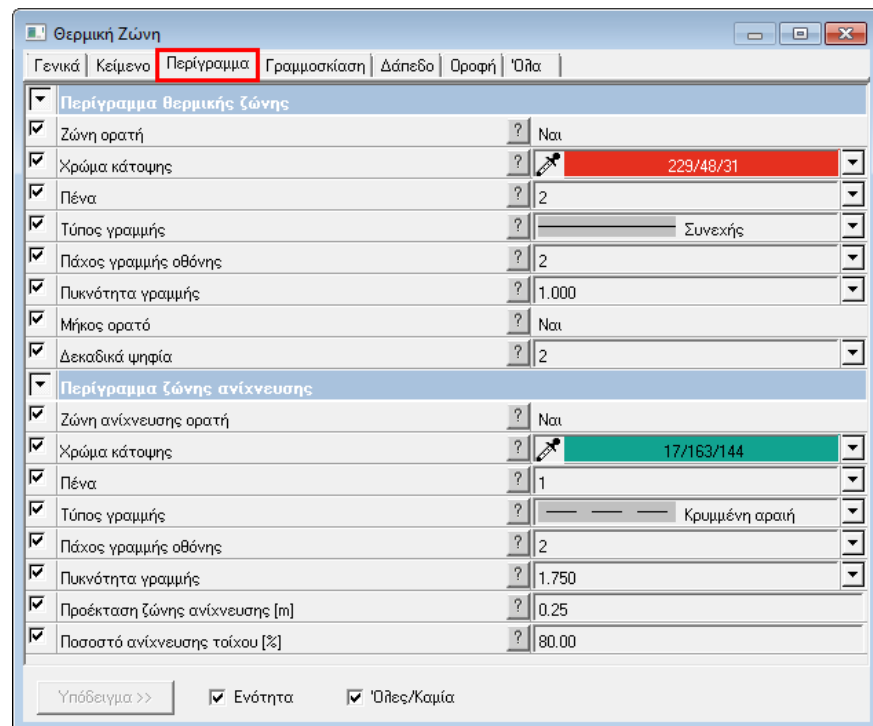 Θερμική Ζώνη
Γενικά Κείμενο Περίγραμμα Γραμμοσκίαση Δάπεδο Οροφή Όλα
Περίγραμμα θερμικής ζώνης
Ζώνη ορατή ? Ναι
Χρώμα κάτοψης ? 229/48/31
Πένα ? 2
Τύπος γραμμής ? Συνεχής
Πάχος γραμμής οθόνης ? 2
Πυκνότητα γραμμής ? 1.000
Μήκος ορατό ? Ναι
Δεκαδικά ψηφία ? 2
Περίγραμμα ζώνης ανίχνευσης
Ζώνη ανίχνευσης ορατή ? Ναι
Χρώμα κάτοψης ? 17/163/144
Πένα ? 1
Τύπος γραμμής ? Κρυμμένη αραιή
Πάχος γραμμής οθόνης ? 2
Πυκνότητα γραμμής ? 1.750
Προέκταση ζώνης ανίχνευσης [m] ? 0.25
Ποσοστό ανίχνευσης τοίχου [%] ? 80.00
Υπόδειγμα >> Ενότητα Όλες/Καμία